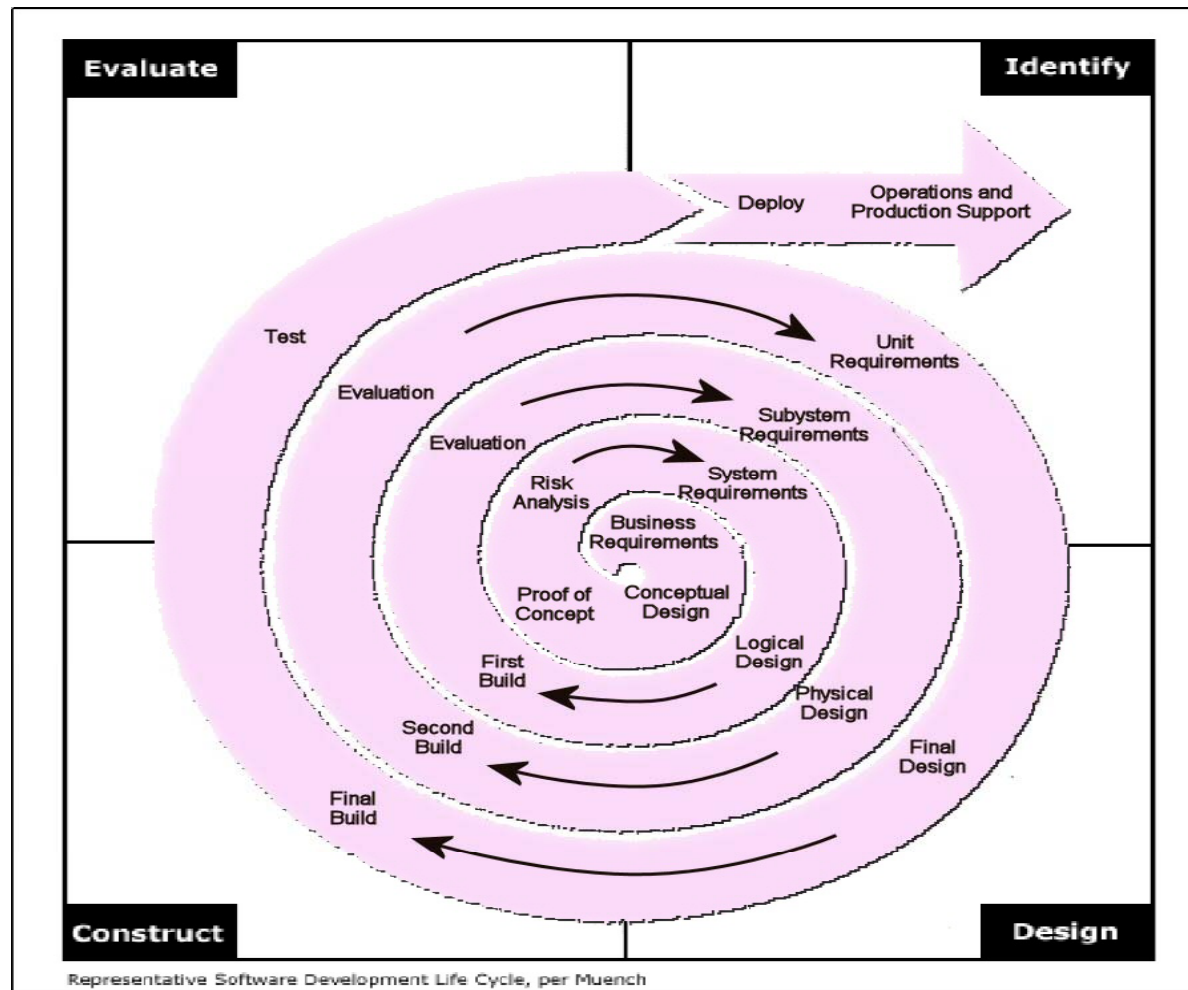 Evaluate
Identify
Deploy
Operations and
Production Support
Test
Unit
Requirements
Evaluation
Subystem
Requirements
Evaluation
System
Requirements
Risk
Analysis
Business
Requirements
Proof of
Concept
Conceptual
Design
Logical
Design
First
Build
Physical
Design
Second
Build
Final
Design
Final
Build
Construct
Design
Representative Software Development Life Cycle, per Muench